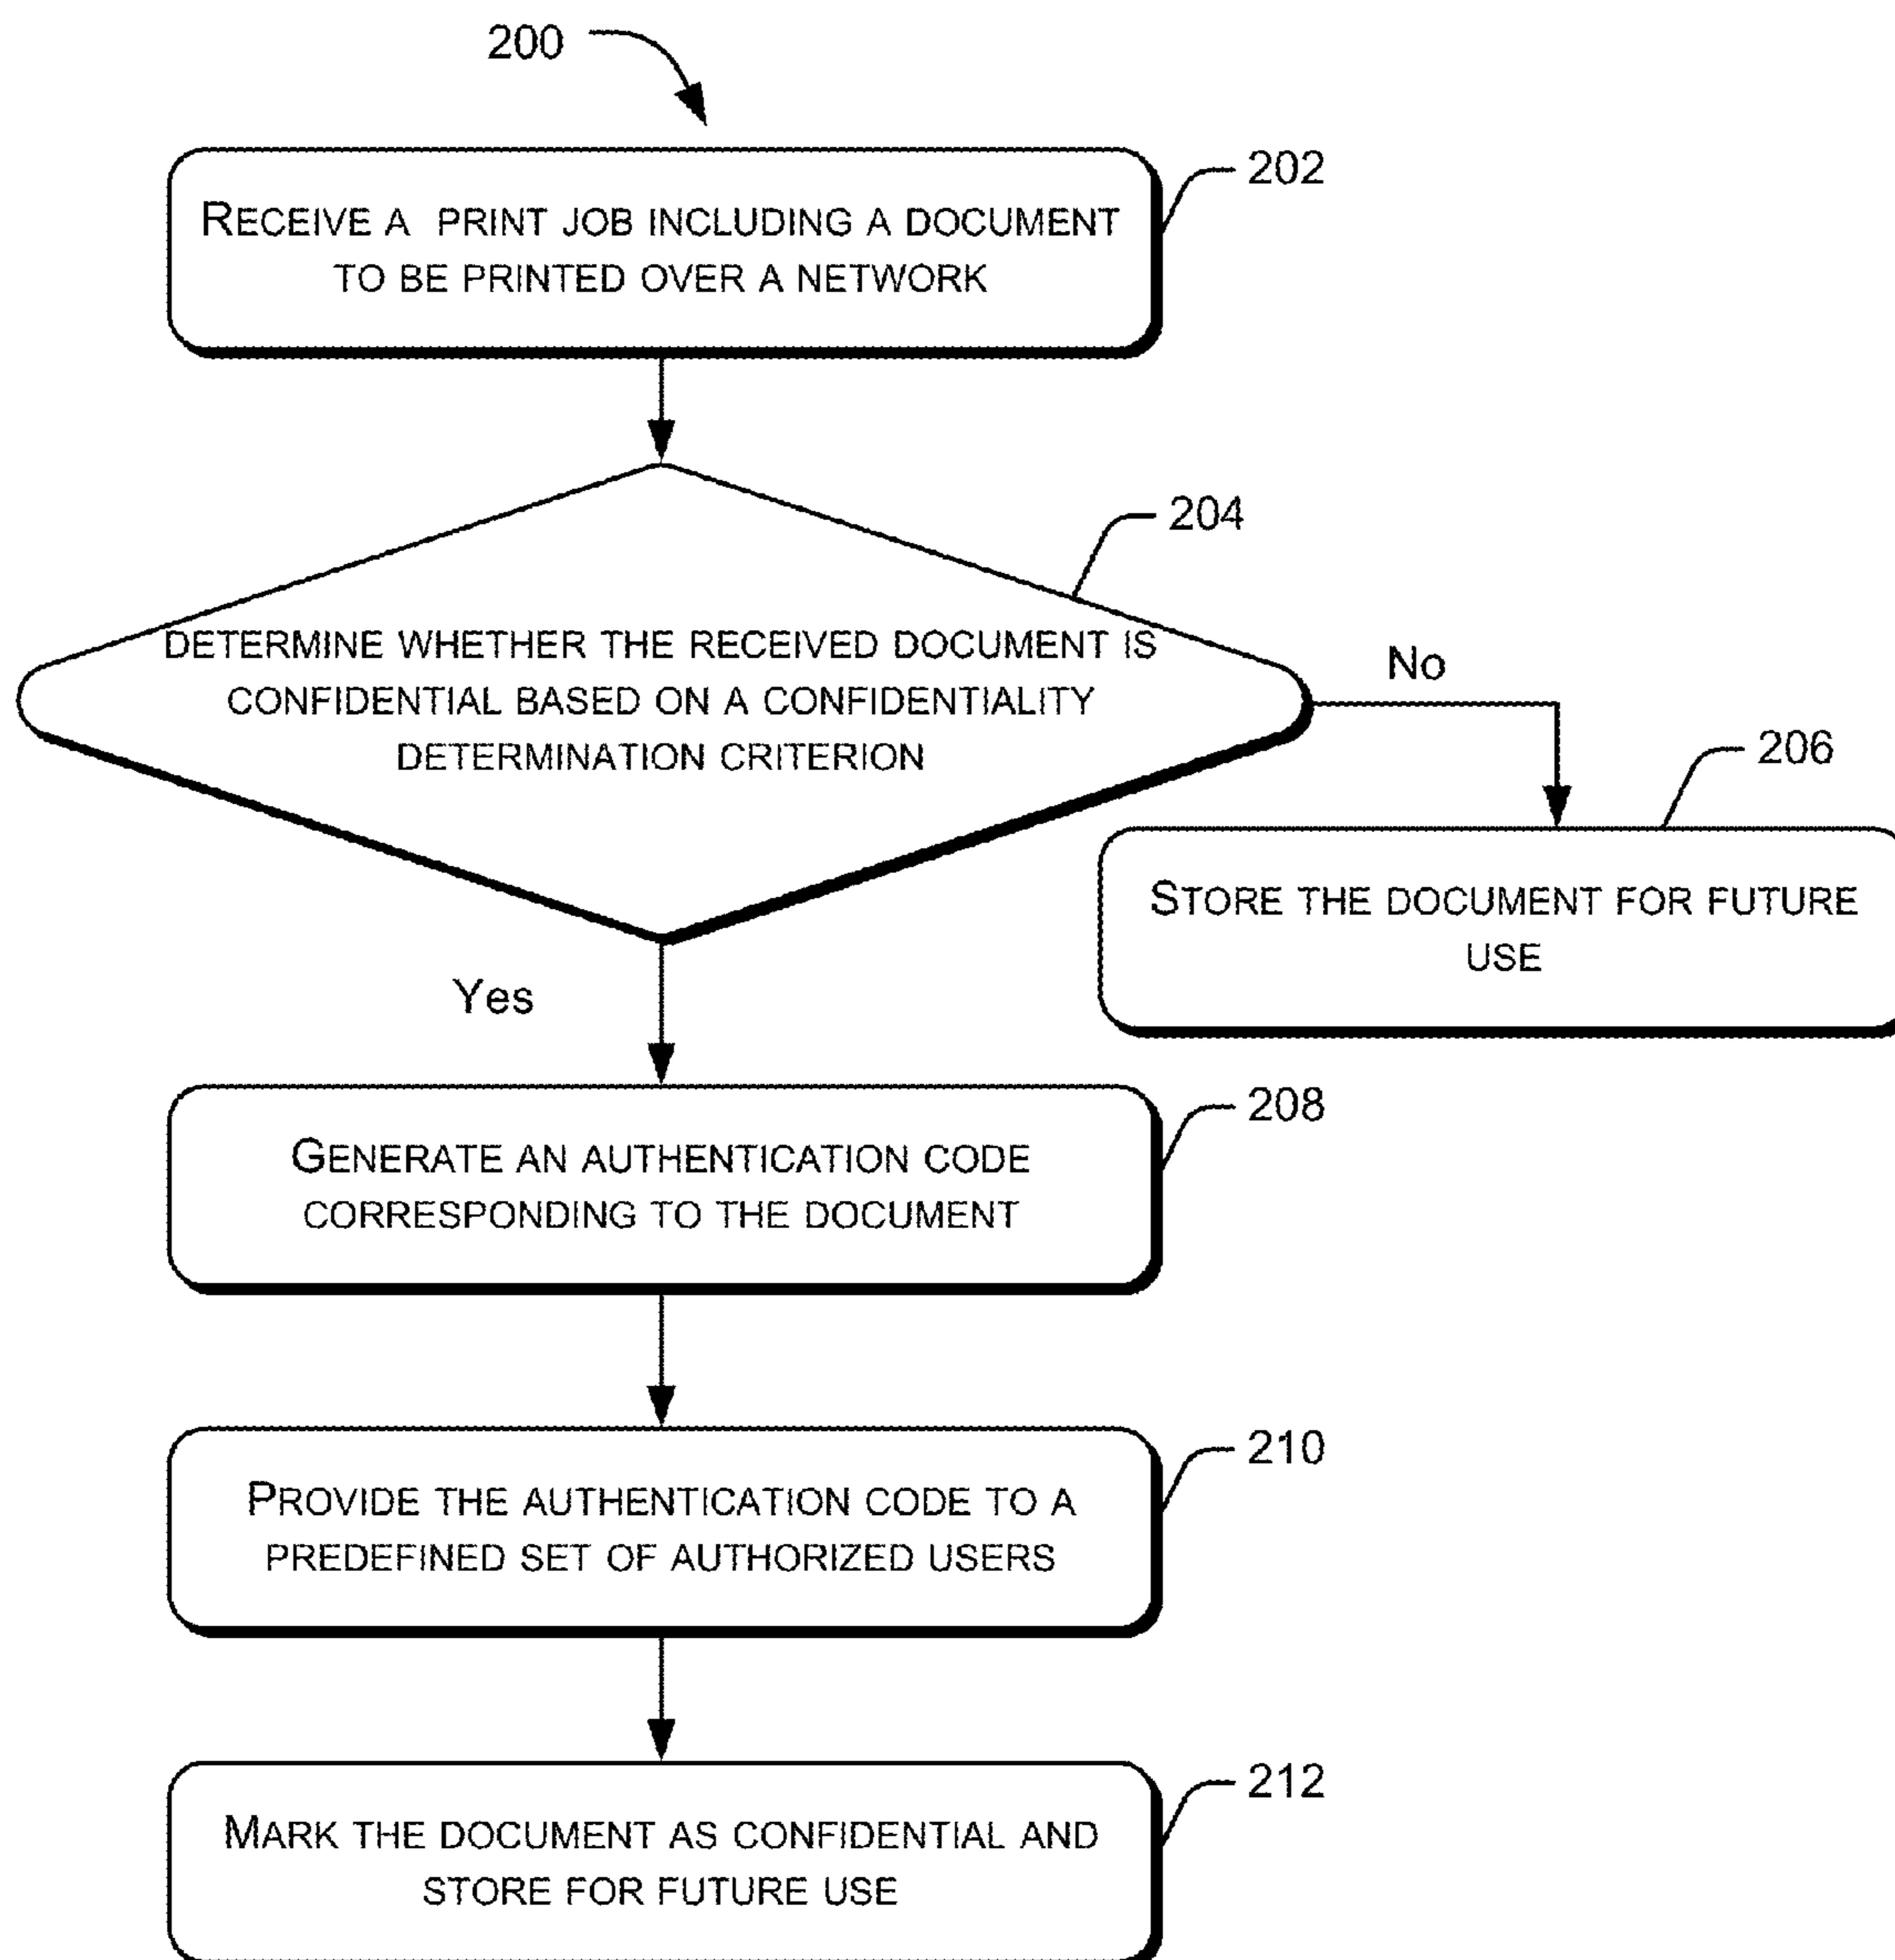 200
202
RECEIVE A PRINT JOB INCLUDING A DOCUMENT
TO BE PRINTED OVER A NETWORK
204
DETERMINE WHETHER THE RECEIVED DOCUMENT IS
CONFIDENTIAL BASED ON A CONFIDENTIALITY
DETERMINATION CRITERION
No
206
STORE THE DOCUMENT FOR FUTURE
USE
Yes
208
GENERATE AN AUTHENTICATION CODE
CORRESPONDING TO THE DOCUMENT
210
PROVIDE THE AUTHENTICATION CODE TO A
PREDEFINED SET OF AUTHORIZED USERS
212
MARK THE DOCUMENT AS CONFIDENTIAL AND
STORE FOR FUTURE USE